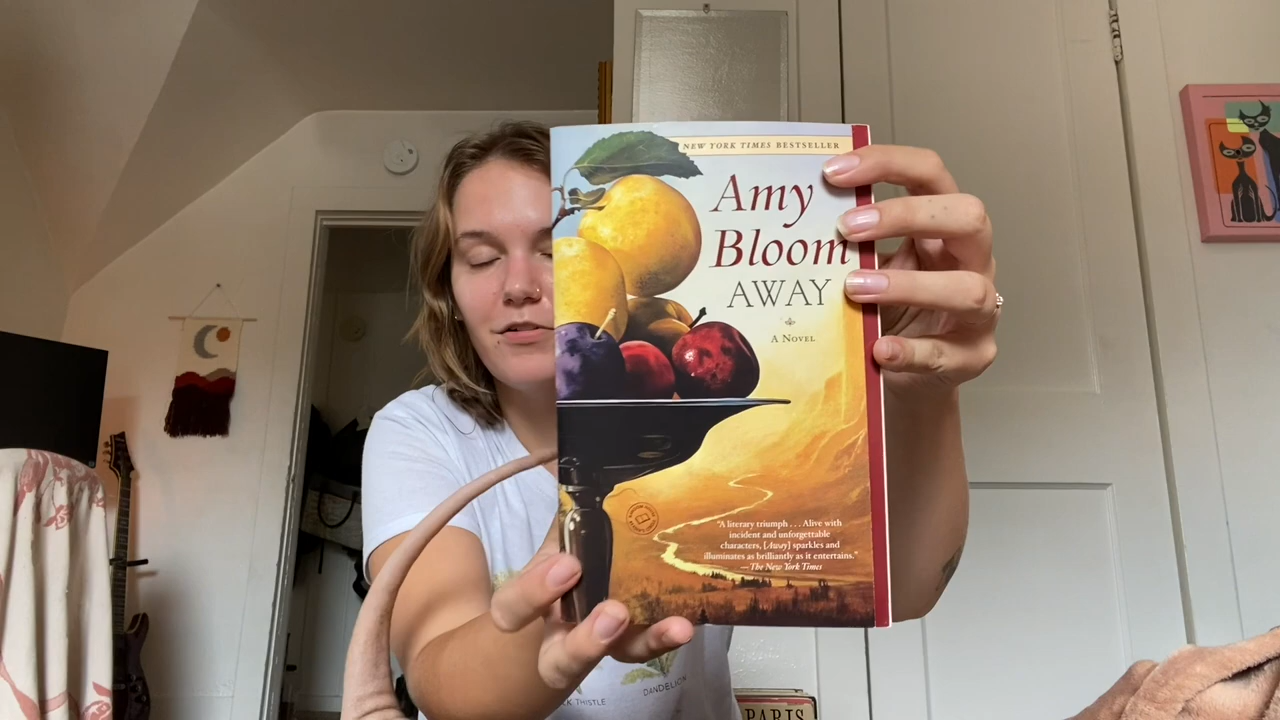 NEW YORK TIMES BESTSELLER
Amy
Bloom
AWAY
A NOVEL
"A literary triumph . . . Alive with
incident and unforgettable
characters, [Away] sparkles and
illuminates as brilliantly as it entertains."
—The New York Times
THISTLE
DANDELION
PARIS